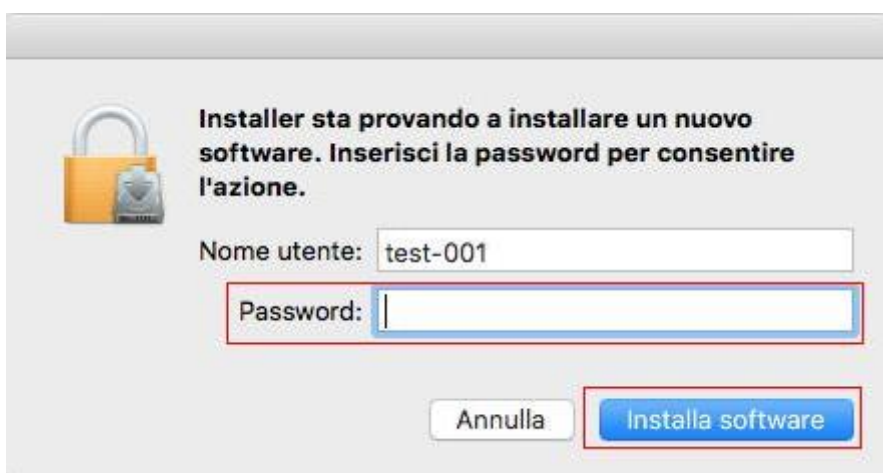 Installer sta provando a installare un nuovo
software. Inserisci la password per consentire
l'azione.
Nome utente: test-001
Password:
Annulla Installa software